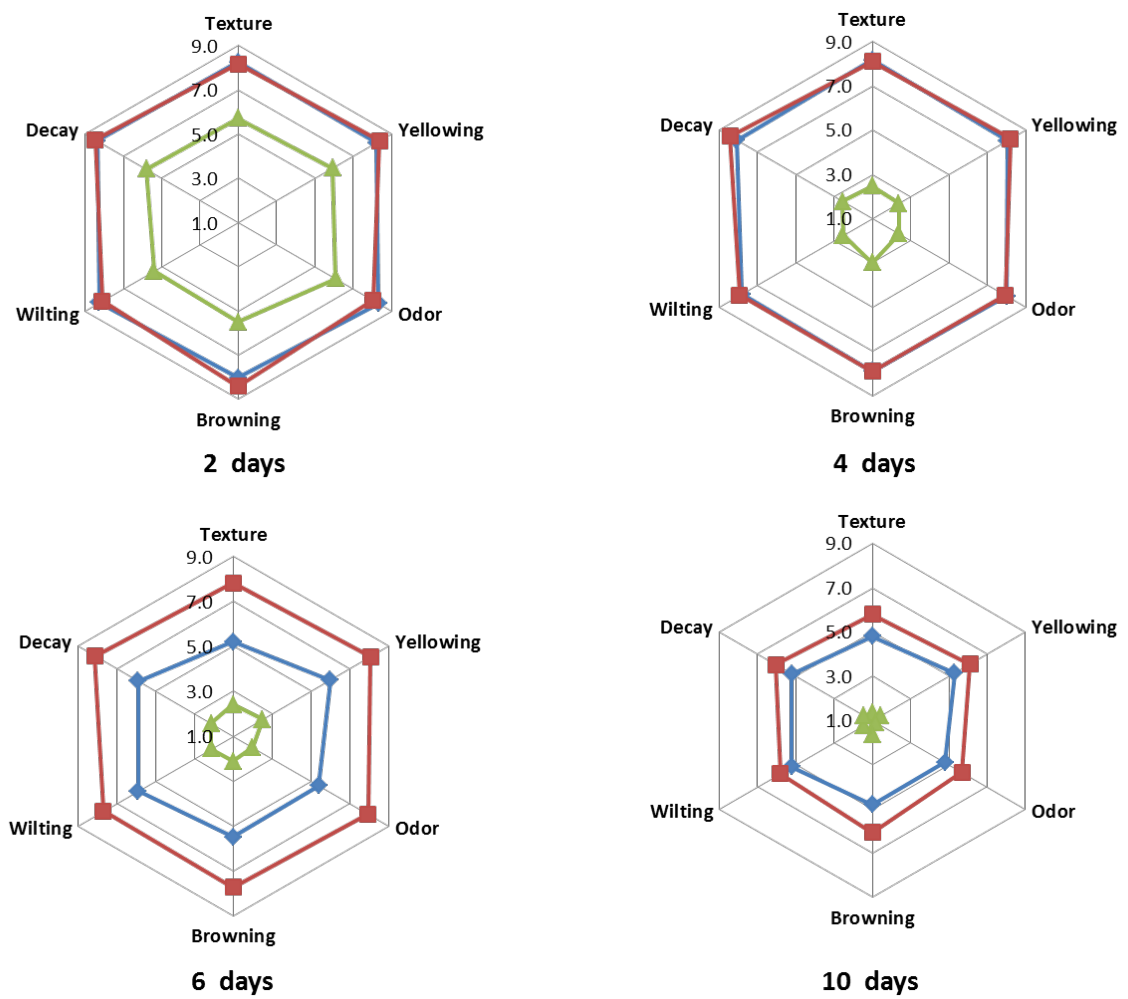 Texture
9.0
7.0
5.0
3.0
1.0
Decay
Yellowing
Wilting
Odor
Browning
2 days
Texture
9.0
7.0
5.0
3.0
1.0
Decay
Yellowing
Wilting
Odor
Browning
4 days
Texture
9.0
7.0
5.0
3.0
1.0
Decay
Yellowing
Wilting
Odor
Browning
6 days
Texture
9.0
7.0
5.0
3.0
1.0
Decay
Yellowing
Wilting
Odor
Browning
10 days